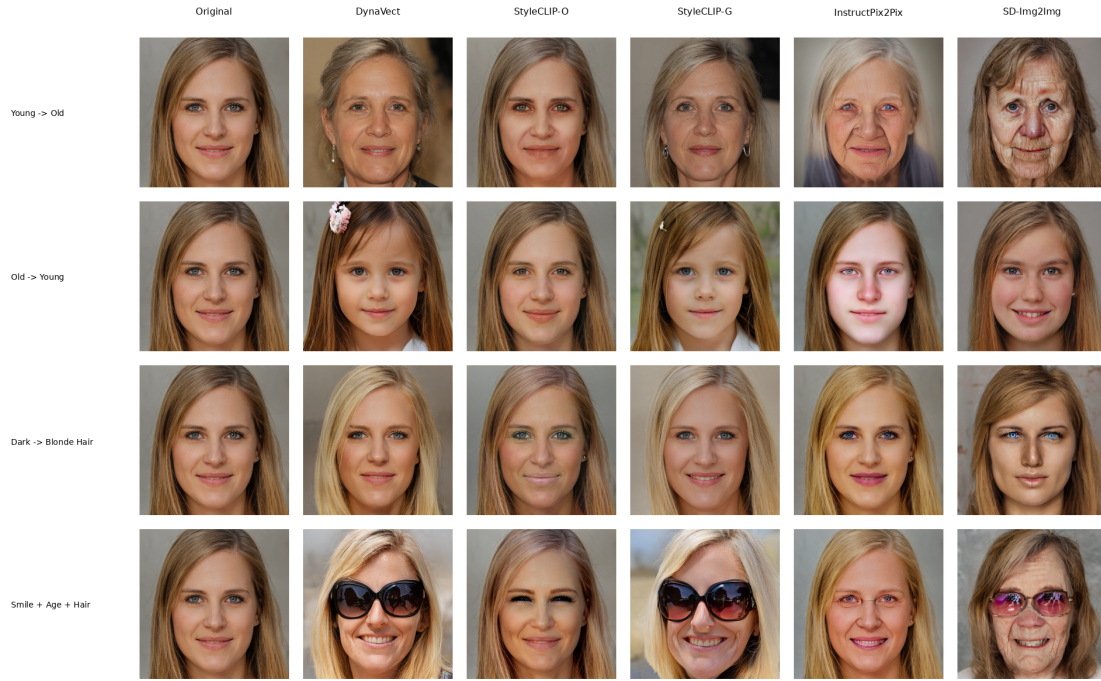 Original DynaVect StyleCLIP-O StyleCLIP-G InstructPix2Pix SD-Img2Img
Young -> Old
Old -> Young
Dark -> Blonde Hair
Smile + Age + Hair